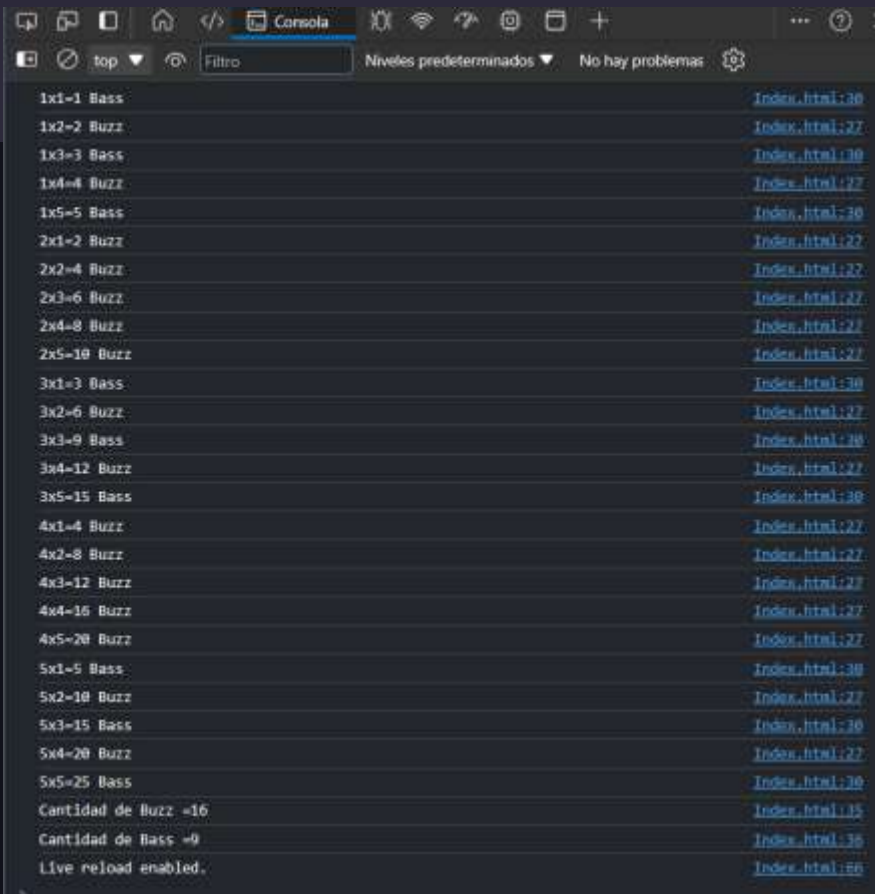 Consola
top Filtro Niveles predeterminados No hay problemas
1x1=1 Bass Index.html:30
1x2=2 Buzz Index.html:27
1x3=3 Bass Index.html:30
1x4=4 Buzz Index.html:27
1x5=5 Bass Index.html:30
2x1=2 Buzz Index.html:27
2x2=4 Buzz Index.html:27
2x3=6 Buzz Index.html:27
2x4=8 Buzz Index.html:27
2x5=10 Buzz Index.html:27
3x1=3 Bass Index.html:30
3x2=6 Buzz Index.html:27
3x3=9 Bass Index.html:30
3x4=12 Buzz Index.html:27
3x5=15 Bass Index.html:30
4x1=4 Buzz Index.html:27
4x2=8 Buzz Index.html:27
4x3=12 Buzz Index.html:27
4x4=16 Buzz Index.html:27
4x5=20 Buzz Index.html:27
5x1=5 Bass Index.html:30
5x2=10 Buzz Index.html:27
5x3=15 Bass Index.html:30
5x4=20 Buzz Index.html:27
5x5=25 Bass Index.html:30
Cantidad de Buzz =16 Index.html:35
Cantidad de Bass =9 Index.html:36
Live reload enabled. Index.html:66